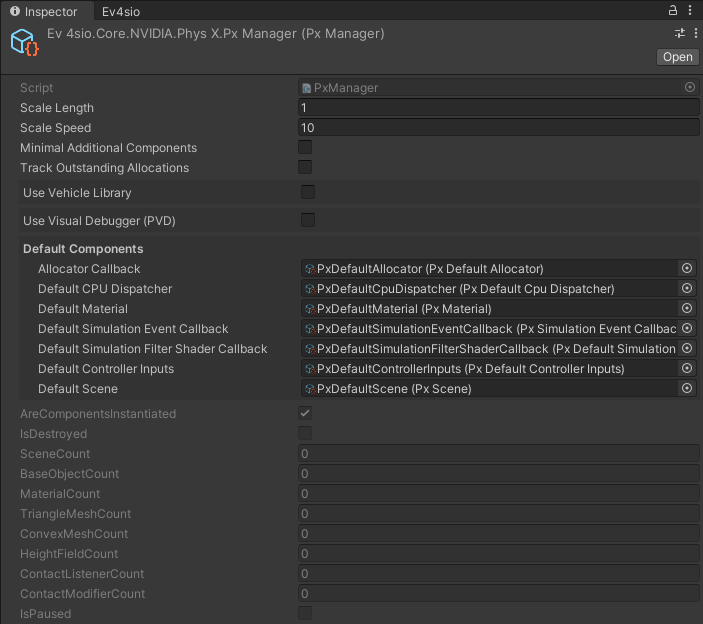 Inspector Ev4sio
Ev 4sio.Core.NVIDIA.Phys X.Px Manager (Px Manager)
Open
Script PxManager
Scale Length 1
Scale Speed 10
Minimal Additional Components
Track Outstanding Allocations
Use Vehicle Library
Use Visual Debugger (PVD)
Default Components
Allocator Callback PxDefaultAllocator (Px Default Allocator)
Default CPU Dispatcher PxDefaultCpuDispatcher (Px Default Cpu Dispatcher)
Default Material PxDefaultMaterial (Px Material)
Default Simulation Event Callback PxDefaultSimulationEventCallback (Px Simulation Event Callbac
Default Simulation Filter Shader Callback PxDefaultSimulationFilterShaderCallback (Px Default Simulation
Default Controller Inputs PxDefaultControllerInputs (Px Default Controller Inputs)
Default Scene PxDefaultScene (Px Scene)
AreComponentsInstantiated
IsDestroyed
SceneCount 0
BaseObjectCount 0
MaterialCount 0
TriangleMeshCount 0
ConvexMeshCount 0
HeightFieldCount 0
ContactListenerCount 0
ContactModifierCount 0
IsPaused